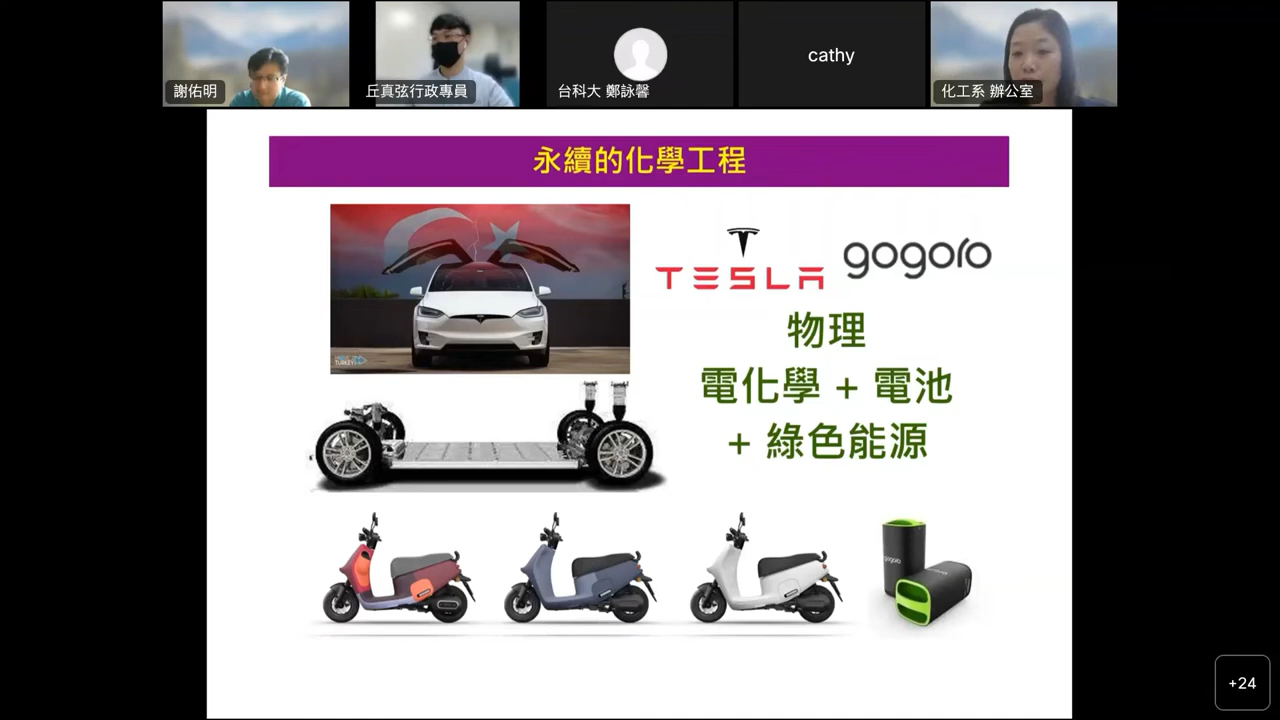 謝佑明
丘真弦行政專員
台科大 鄭詠馨
cathy
化工系 辦公室
永續的化學工程
TESLA
gogoro
物理
電化學 + 電池
+ 綠色能源
TURKEY
gogoro
+24